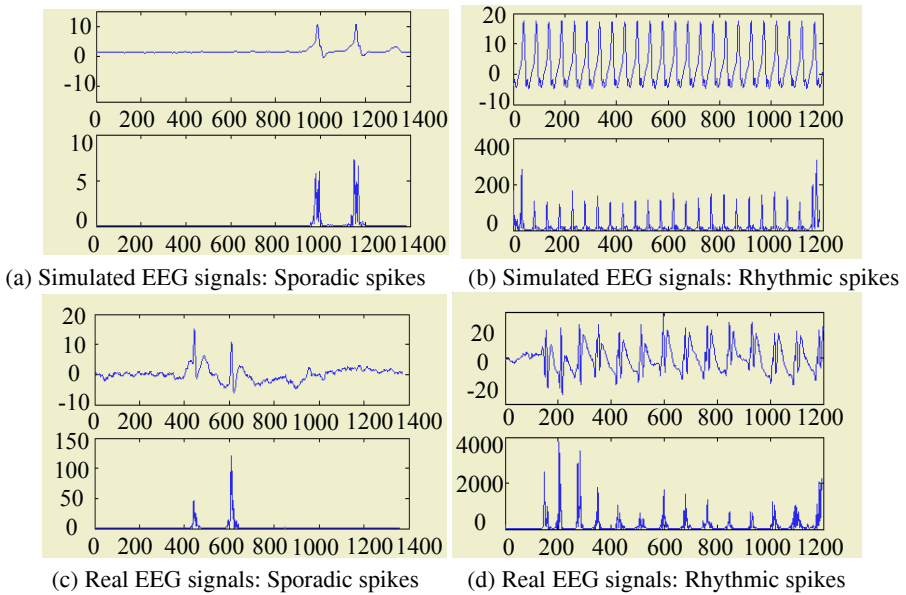 10
0
-10
0 200 400 600 800 1000 1200 1400
10
5
0
0 200 400 600 800 1000 1200 1400
(a) Simulated EEG signals: Sporadic spikes
20
10
0
-10
0 200 400 600 800 1000 1200
400
200
0
0 200 400 600 800 1000 1200
(b) Simulated EEG signals: Rhythmic spikes
20
10
0
-10
0 200 400 600 800 1000 1200 1400
150
100
50
0
0 200 400 600 800 1000 1200 1400
(c) Real EEG signals: Sporadic spikes
20
0
-20
0 200 400 600 800 1000 1200
4000
2000
0
0 200 400 600 800 1000 1200
(d) Real EEG signals: Rhythmic spikes